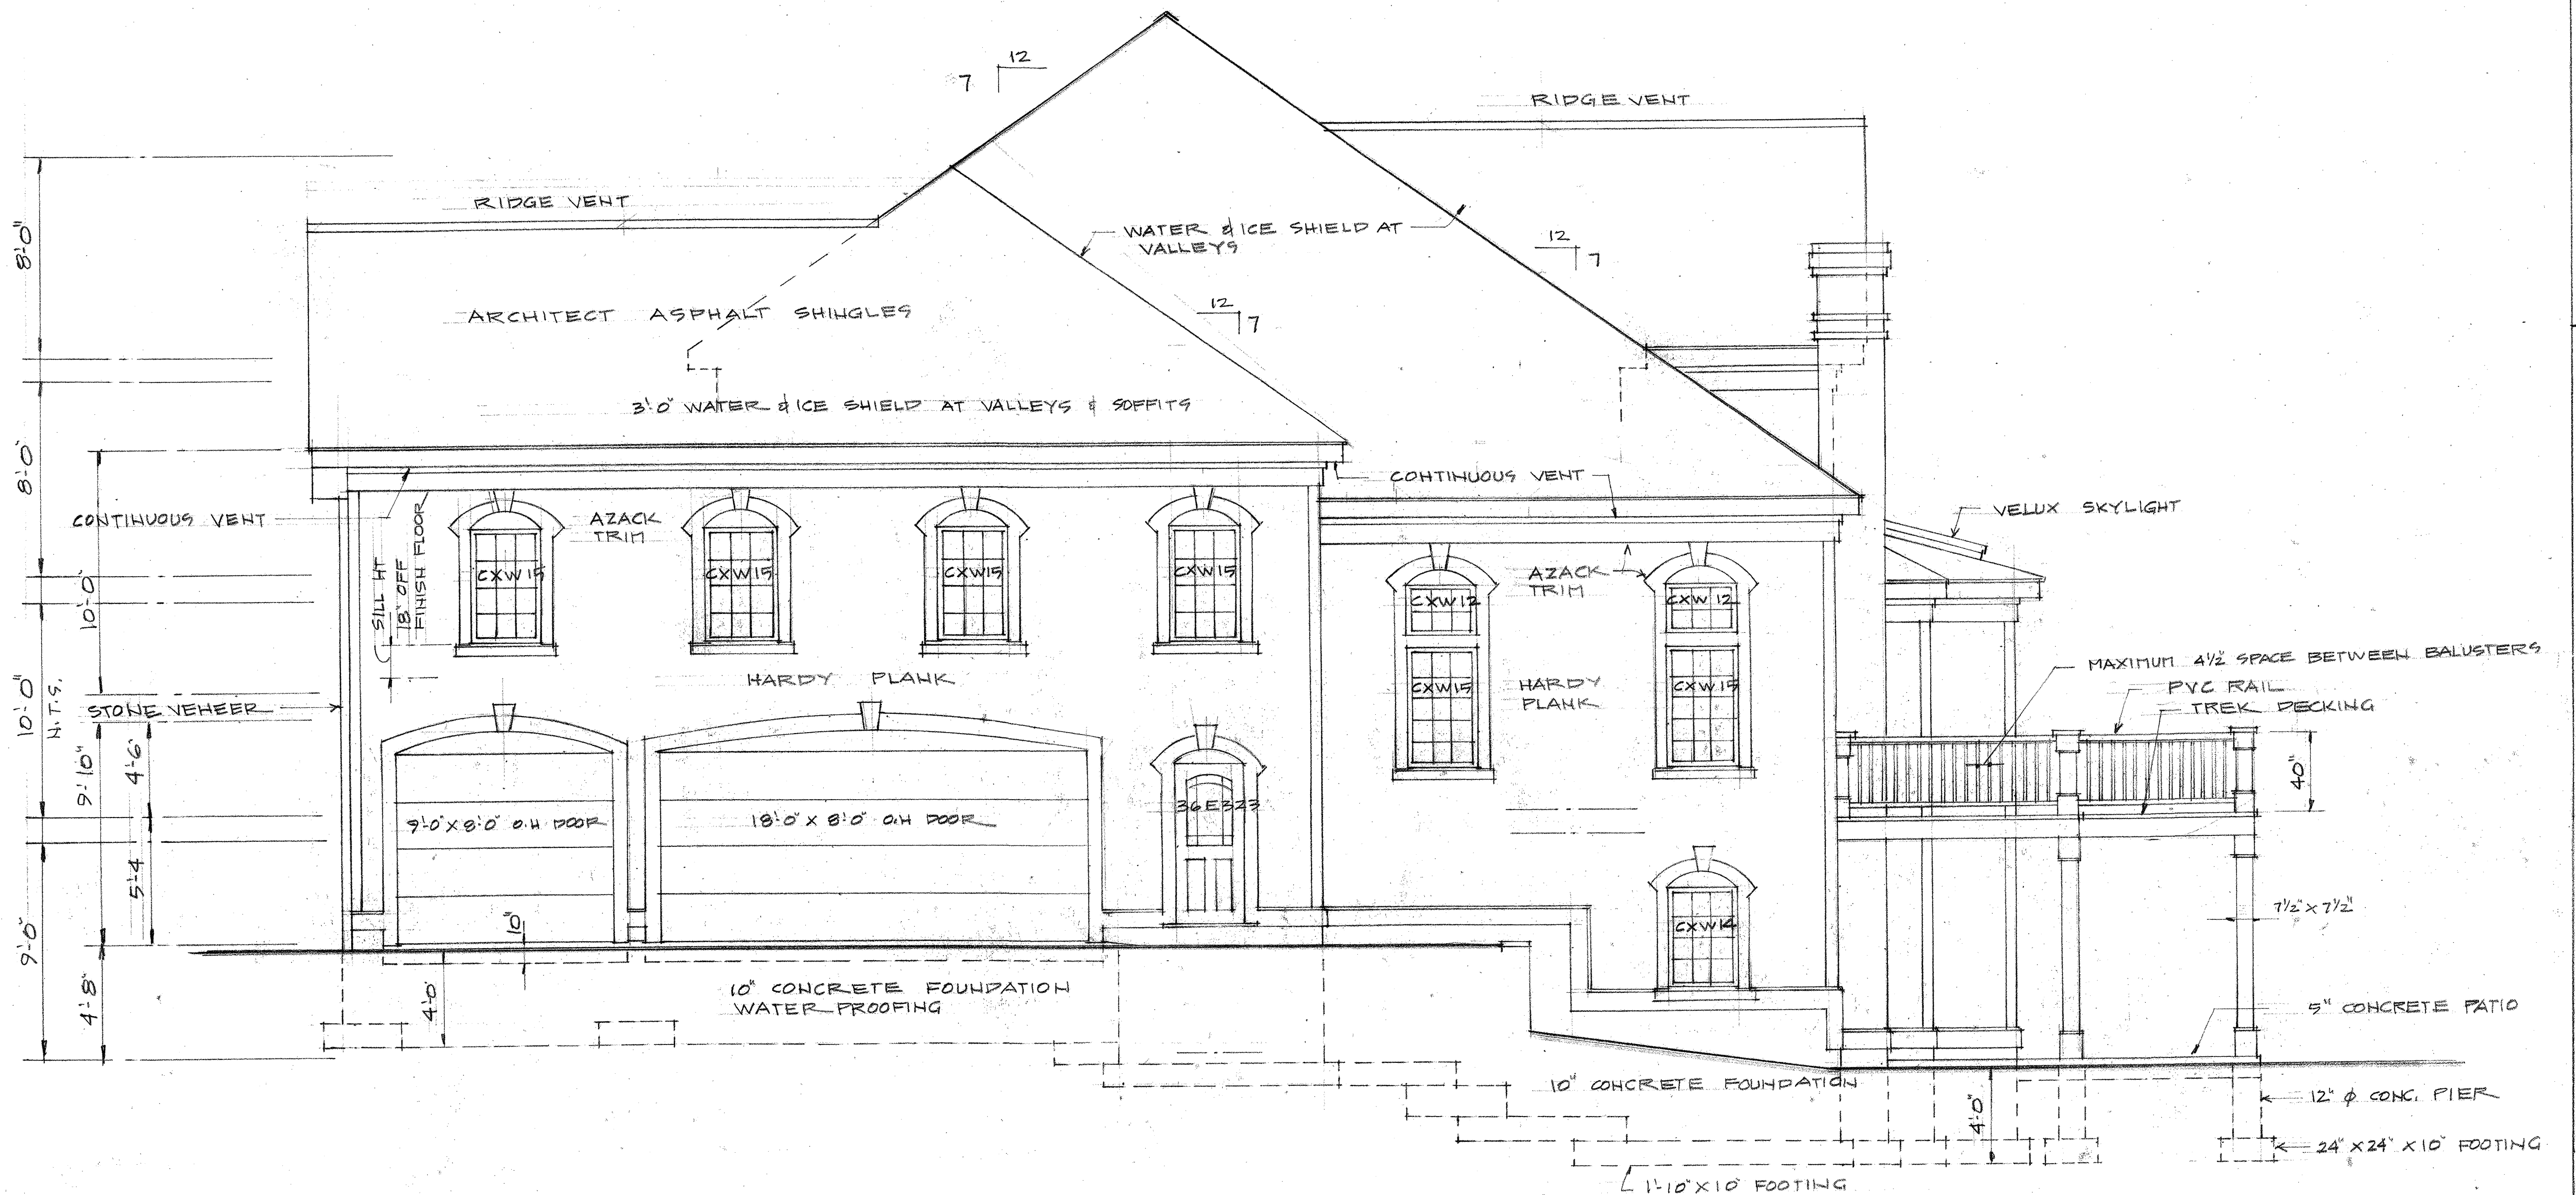 12
7
RIDGE VENT
RIDGE VENT
WATER & ICE SHIELD AT
VALLEYS
12
7
8'-0"
ARCHITECT ASPHALT SHINGLES
12
7
3'-0" WATER & ICE SHIELD AT VALLEYS & SOFFITS
8'-0"
CONTINUOUS VENT
CONTINUOUS VENT
VELUX SKYLIGHT
AZACK
TRIM
SILL HT
18" OFF
FINISH FLOOR
CXW15
CXW15
CXW15
CXW15
AZACK
TRIM
CXW12
CXW12
10'-0"
MAXIMUM 4½" SPACE BETWEEN BALUSTERS
HARDY PLANK
CXW15
HARDY
PLANK
CXW15
PVC RAIL
TREK DECKING
10'-0"
N.T.S.
STONE VEHEER
9'-10"
4'-6"
40"
9'-0" X 8'-0" O.H DOOR
18'-0" X 8'-0" O.H DOOR
36E323
5'-4
7½" X 7½"
9'-0"
10"
CXW14
4'-8"
4'-0"
10" CONCRETE FOUNDATION
WATER PROOFING
5" CONCRETE PATIO
10" CONCRETE FOUNDATION
4'-0"
12" ϕ CONC. PIER
24" X 24" X 10" FOOTING
1'-10" X 10" FOOTING